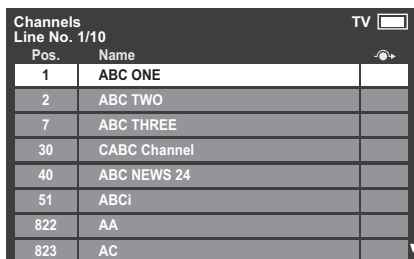 Channels TV
Line No. 1/10
Pos. Name
1 ABC ONE
2 ABC TWO
7 ABC THREE
30 CABC Channel
40 ABC NEWS 24
51 ABCi
822 AA
823 AC